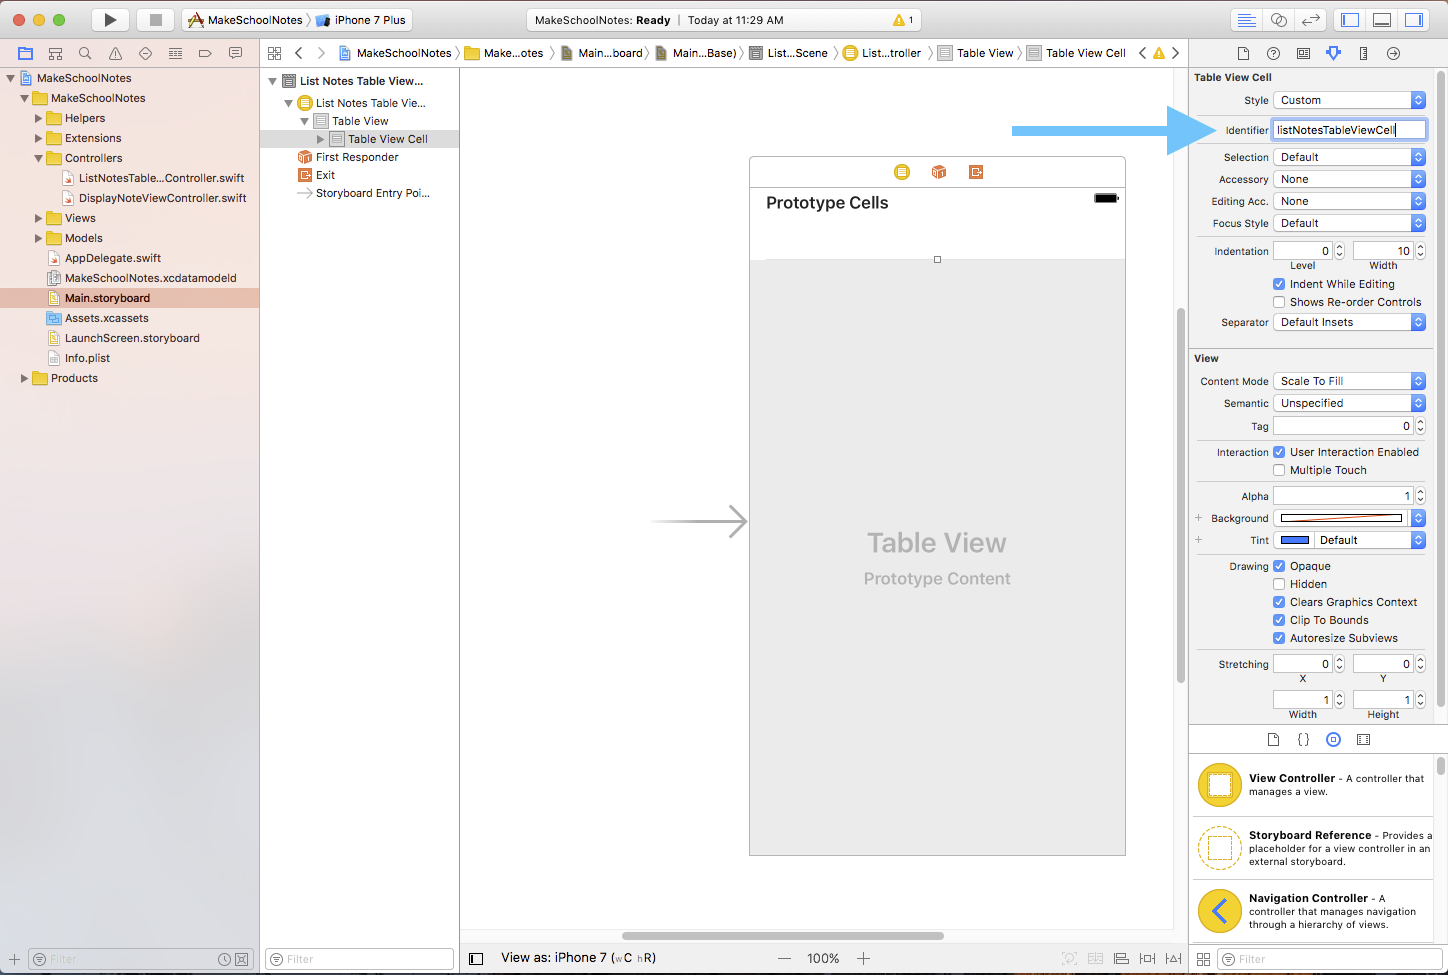 MakeSchoolNotes iPhone 7 Plus
MakeSchoolNotes: Ready | Today at 11:29 AM
1
MakeSchoolNotes Make...otes Main...board Main...Base) List...Scene List...troller Table View Table View Cell
MakeSchoolNotes
MakeSchoolNotes
Helpers
Extensions
Controllers
ListNotesTable...Controller.swift
DisplayNoteViewController.swift
Views
Models
AppDelegate.swift
MakeSchoolNotes.xcdatamodeld
Main.storyboard
Assets.xcassets
LaunchScreen.storyboard
Info.plist
Products
Filter
List Notes Table View...
List Notes Table Vie...
Table View
Table View Cell
First Responder
Exit
Storyboard Entry Poi...
Filter
Prototype Cells
Table View
Prototype Content
View as: iPhone 7 (wC hR)
100%
Table View Cell
Style Custom
Identifier listNotesTableViewCell
Selection Default
Accessory None
Editing Acc. None
Focus Style Default
Indentation 0 10
Level Width
Indent While Editing
Shows Re-order Controls
Separator Default Insets
View
Content Mode Scale To Fill
Semantic Unspecified
Tag 0
Interaction User Interaction Enabled
Multiple Touch
Alpha 1
Background
Tint Default
Drawing Opaque
Hidden
Clears Graphics Context
Clip To Bounds
Autoresize Subviews
Stretching 0 0
X Y
1 1
Width Height
View Controller - A controller that
manages a view.
Storyboard Reference - Provides a
placeholder for a view controller in an
external storyboard.
Navigation Controller - A
controller that manages navigation
through a hierarchy of views.
Filter